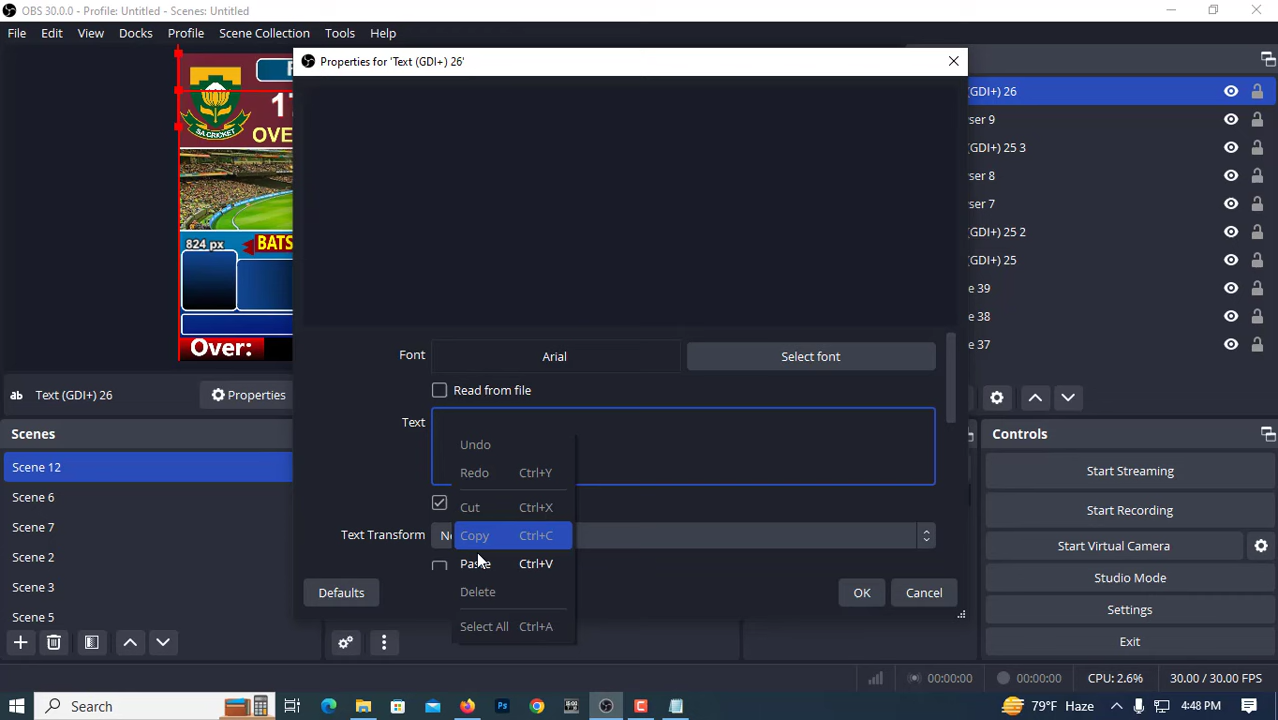 OBS 30.0.0 - Profile: Untitled - Scenes: Untitled
File Edit View Docks Profile Scene Collection Tools Help
Properties for 'Text (GDI+) 26'
SA CRICKET
17
OVE
824 px
BATS
Over:
(GDI+) 26
ser 9
(GDI+) 25 3
ser 8
ser 7
(GDI+) 25 2
(GDI+) 25
e 39
e 38
e 37
Font Arial Select font
Read from file
Text
Undo
Redo Ctrl+Y
Cut Ctrl+X
Copy Ctrl+C
Paste Ctrl+V
Delete
Select All Ctrl+A
Text Transform
Defaults OK Cancel
ab Text (GDI+) 26 Properties
Scenes
Scene 12
Scene 6
Scene 7
Scene 2
Scene 3
Scene 5
Controls
Start Streaming
Start Recording
Start Virtual Camera
Studio Mode
Settings
Exit
00:00:00 00:00:00 CPU: 2.6% 30.00 / 30.00 FPS
Search
79°F Haze
4:48 PM